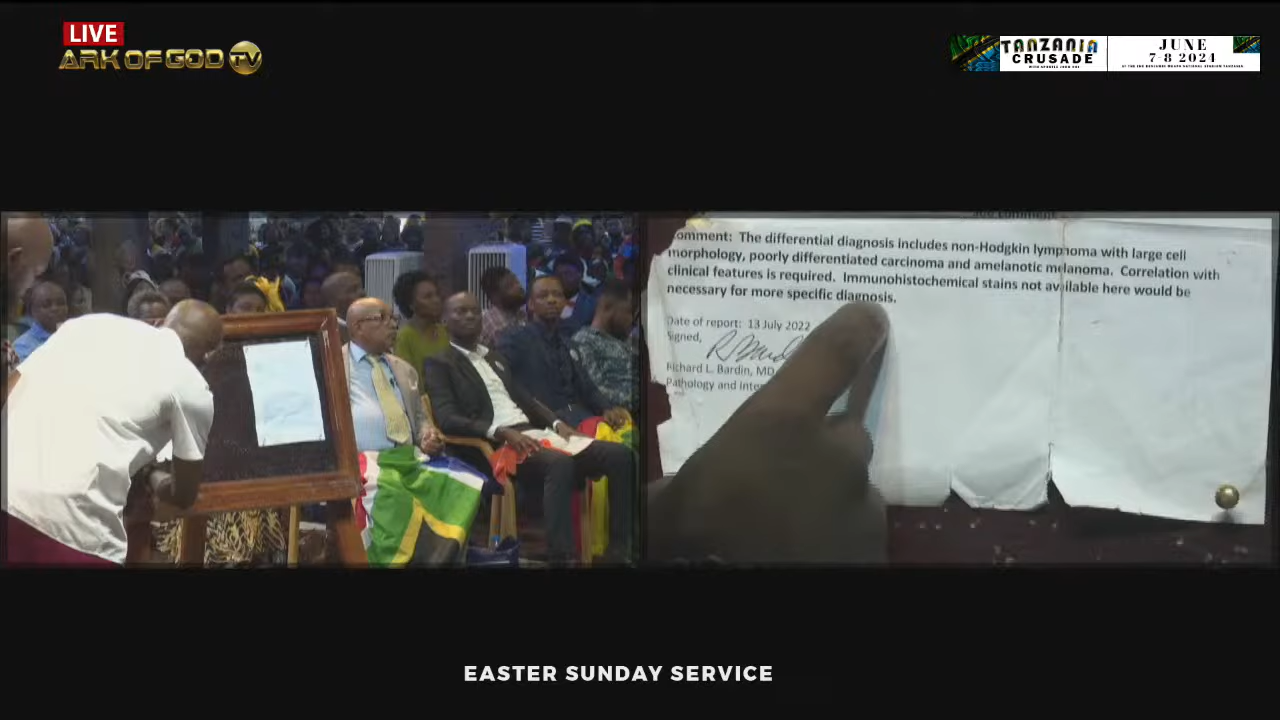 LIVE
ARK OF GOD TV
TANZANIA
CRUSADE
JUNE
7-8 2024
Comment: The differential diagnosis includes non-Hodgkin lymphoma with large cell
morphology, poorly differentiated carcinoma and amelanotic melanoma. Correlation with
clinical features is required. Immunohistochemical stains not available here would be
necessary for more specific diagnosis.
Date of report: 13 July 2022
Signed,
Richard L. Bardin, MD
Pathology and
EASTER SUNDAY SERVICE